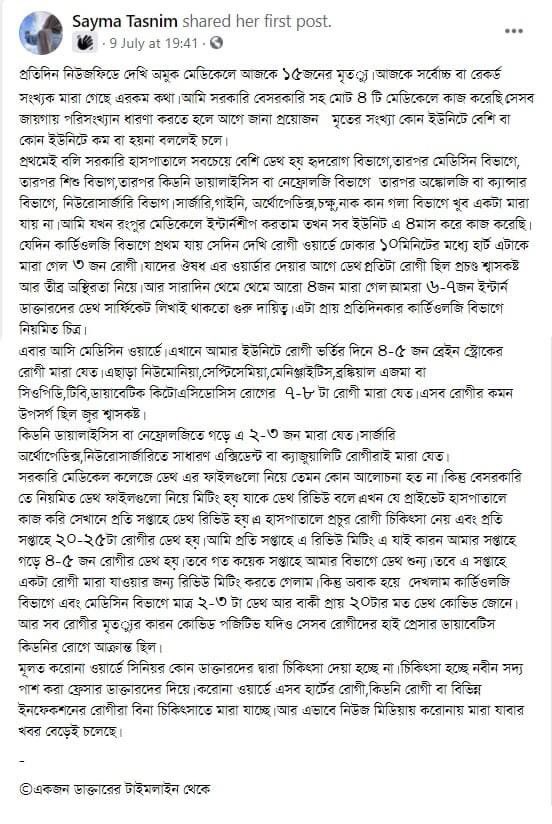 Sayma Tasnim shared her first post.
9 July at 19:41
প্রতিদিন নিউজফিডে দেখি অমুক মেডিকেলে আজকে ১৫জনের মৃত্যু।আজকে সর্বোচ্চ বা রেকর্ড
সংখ্যক মারা গেছে এরকম কথা।আমি সরকারি বেসরকারি সহ মোট ৪ টি মেডিকেলে কাজ করেছি,সেসব
জায়গায় পরিসংখ্যান ধারণা করতে হলে আগে জানা প্রয়োজন মৃতের সংখ্যা কোন ইউনিটে বেশি বা
কোন ইউনিটে কম বা হয়না বললেই চলে।
প্রথমেই বলি সরকারি হাসপাতালে সবচেয়ে বেশি ডেথ হয় হৃদরোগ বিভাগে,তারপর মেডিসিন বিভাগে,
তারপর শিশু বিভাগ,তারপর কিডনি ডায়ালাইসিস বা নেফ্রোলজি বিভাগে তারপর অঙ্কোলজি বা ক্যান্সার
বিভাগে, নিউরোসার্জারি বিভাগ।সার্জারি,গাইনি, অর্থোপেডিক্স,চক্ষু,নাক কান গলা বিভাগে খুব একটা মারা
যায় না।আমি যখন রংপুর মেডিকেলে ইন্টার্নশীপ করতাম তখন সব ইউনিট এ ৪মাস করে কাজ করেছি।
যেদিন কার্ডিওলজি বিভাগে প্রথম যায় সেদিন দেখি রোগী ওয়ার্ডে ঢোকার ১০মিনিটের মধ্যে হার্ট এটাকে
মারা গেল ৩ জন রোগী।যাদের ঔষধ এর ওয়ার্ডার দেয়ার আগে ডেথ।প্রতিটা রোগী ছিল প্রচণ্ড শ্বাসকষ্ট
আর তীব্র অস্থিরতা নিয়ে।আর সারাদিন থেমে থেমে আরো ৪জন মারা গেল।আমরা ৬-৭জন ইন্টার্ন
ডাক্তারদের ডেথ সার্ফিকেট লিখাই থাকতো গুরু দায়িত্ব।এটা প্রায় প্রতিদিনকার কার্ডিওলজি বিভাগে
নিয়মিত চিত্র।
এবার আসি মেডিসিন ওয়ার্ডে।এখানে আমার ইউনিটে রোগী ভর্তির দিনে ৪-৫ জন ব্রেইন স্ট্রোকের
রোগী মারা যেত।এছাড়া নিউমোনিয়া,সেপ্টিসেমিয়া,মেনিঞ্জাইটিস,ব্রঙ্কিয়াল এজমা বা
সিওপিডি,টিবি,ডায়াবেটিক কিটোএসিডোসিস রোগের ৭-৮ টা রোগী মারা যেত।এসব রোগীর কমন
উপসর্গ ছিল জ্বর শ্বাসকষ্ট।
কিডনি ডায়ালাইসিস বা নেফ্রোলজিতে গড়ে এ ২-৩ জন মারা যেত।সার্জারি
অর্থোপেডিক্স,নিউরোসার্জারিতে সাধারণ এক্সিডেন্ট বা ক্যাজুয়ালিটি রোগীরাই মারা যেত।
সরকারি মেডিকেল কলেজে ডেথ এর ফাইলগুলো নিয়ে তেমন কোন আলোচনা হত না।কিন্তু বেসরকারি
তে নিয়মিত ডেথ ফাইলগুলো নিয়ে মিটিং হয় যাকে ডেথ রিভিউ বলে।এখন যে প্রাইভেট হাসপাতালে
কাজ করি সেখানে প্রতি সপ্তাহে ডেথ রিভিউ হয়।এ হাসপাতালে প্রচুর রোগী চিকিৎসা নেয় এবং প্রতি
সপ্তাহে ২০-২৫টা রোগীর ডেথ হয়।আমি প্রতি সপ্তাহে এ রিভিউ মিটিং এ যাই কারন আমার সপ্তাহে
গড়ে ৪-৫ জন রোগীর ডেথ হয়।তবে গত কয়েক সপ্তাহে আমার বিভাগে ডেথ শুন্য।তবে এ সপ্তাহে
একটা রোগী মারা যাওয়ার জন্য রিভিউ মিটিং করতে গেলাম।কিন্তু অবাক হয়ে দেখলাম কার্ডিওলজি
বিভাগে এবং মেডিসিন বিভাগে মাত্র ২-৩ টা ডেথ আর বাকী প্রায় ২০টার মত ডেথ কোভিড জোনে।
আর সব রোগীর মৃত্যুর কারন কোভিড পজিটিভ যদিও সেসব রোগীদের হাই প্রেসার ডায়াবেটিস
কিডনির রোগে আক্রান্ত ছিল।
মূলত করোনা ওয়ার্ডে সিনিয়র কোন ডাক্তারদের দ্বারা চিকিৎসা দেয়া হচ্ছে না।চিকিৎসা হচ্ছে নবীন সদ্য
পাশ করা ফ্রেসার ডাক্তারদের দিয়ে।করোনা ওয়ার্ডে এসব হার্টের রোগী,কিডনি রোগী বা বিভিন্ন
ইনফেকশনের রোগীরা বিনা চিকিৎসাতে মারা যাচ্ছে।আর এভাবে নিউজ মিডিয়ায় করোনায় মারা যাবার
খবর বেড়েই চলেছে।
-
©একজন ডাক্তারের টাইমলাইন থেকে